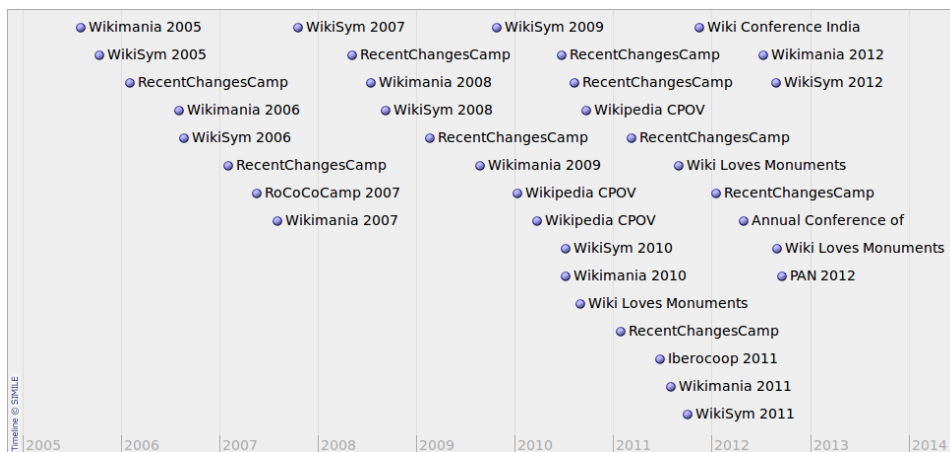 Wikimania 2005
WikiSym 2007
WikiSym 2009
Wiki Conference India
WikiSym 2005
RecentChangesCamp
RecentChangesCamp
Wikimania 2012
RecentChangesCamp
Wikimania 2008
RecentChangesCamp
WikiSym 2012
Wikimania 2006
WikiSym 2008
Wikipedia CPOV
WikiSym 2006
RecentChangesCamp
RecentChangesCamp
RecentChangesCamp
Wikimania 2009
Wiki Loves Monuments
RoCoCoCamp 2007
Wikipedia CPOV
RecentChangesCamp
Wikimania 2007
Wikipedia CPOV
Annual Conference of
WikiSym 2010
Wiki Loves Monuments
Wikimania 2010
PAN 2012
Wiki Loves Monuments
RecentChangesCamp
Iberocoop 2011
Wikimania 2011
WikiSym 2011
Timeline © SIMILE
2005 2006 2007 2008 2009 2010 2011 2012 2013 2014